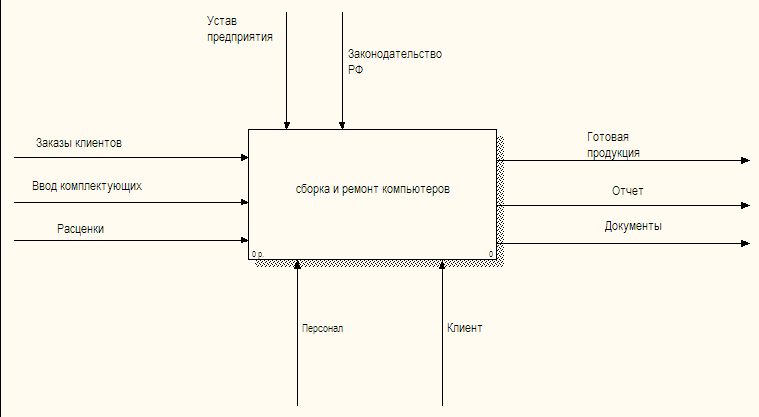 Устав
предприятия
Законодательство
РФ
Заказы клиентов
Ввод комплектующих
Расценки
сборка и ремонт компьютеров
0 р.
0
Готовая
продукция
Отчет
Документы
Персонал
Клиент